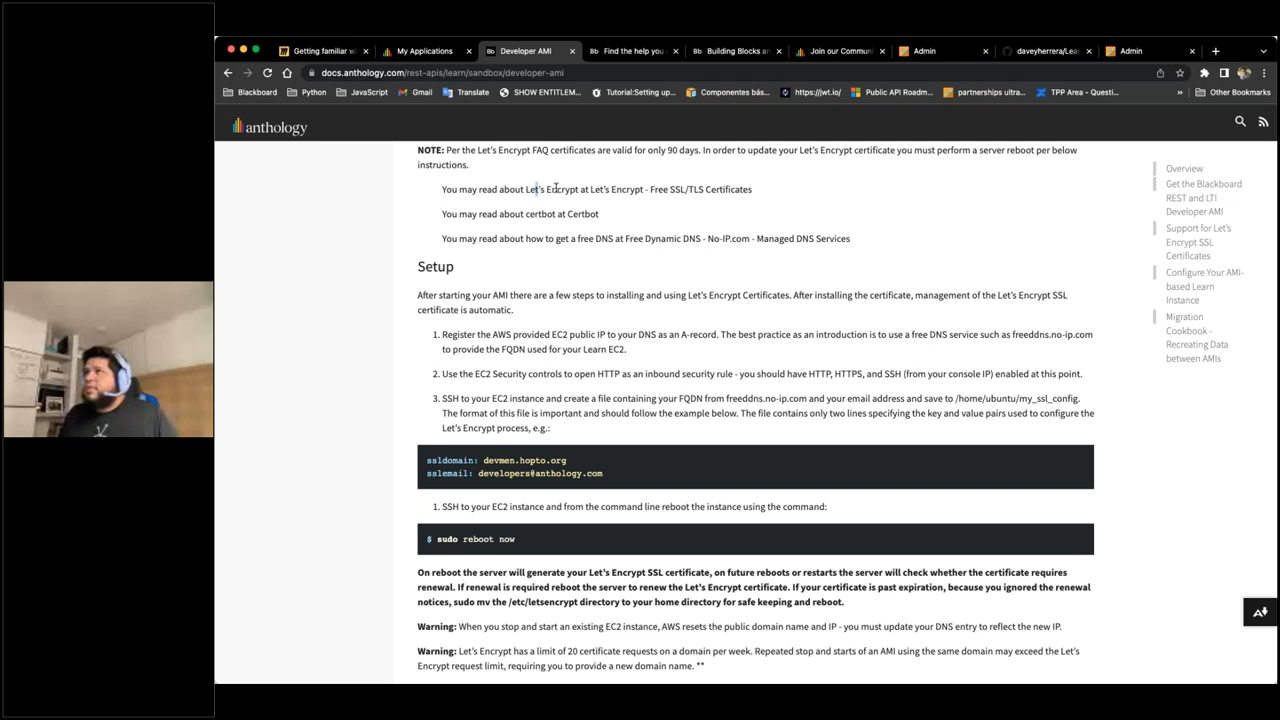 Getting familiar w
My Applications
Developer AMI
Find the help you
Building Blocks an
Join our Commun
Admin
daveyherrera/Lear
Admin
docs.anthology.com/rest-apis/learn/sandbox/developer-ami
Blackboard
Python
JavaScript
Gmail
Translate
SHOW ENTITLEM...
Tutorial:Setting up...
Componentes bás...
https://jwt.io/
Public API Roadm...
partnerships ultra...
TPP Area - Questi...
»
Other Bookmarks
anthology
NOTE: Per the Let's Encrypt FAQ certificates are valid for only 90 days. In order to update your Let's Encrypt certificate you must perform a server reboot per below
instructions.
You may read about Let's Encrypt at Let's Encrypt - Free SSL/TLS Certificates
You may read about certbot at Certbot
You may read about how to get a free DNS at Free Dynamic DNS - No-IP.com - Managed DNS Services
Setup
After starting your AMI there are a few steps to installing and using Let's Encrypt Certificates. After installing the certificate, management of the Let's Encrypt SSL
certificate is automatic.
1. Register the AWS provided EC2 public IP to your DNS as an A-record. The best practice as an introduction is to use a free DNS service such as freeddns.no-ip.com
to provide the FQDN used for your Learn EC2.
2. Use the EC2 Security controls to open HTTP as an inbound security rule - you should have HTTP, HTTPS, and SSH (from your console IP) enabled at this point.
3. SSH to your EC2 instance and create a file containing your FQDN from freeddns.no-ip.com and your email address and save to /home/ubuntu/my_ssl_config.
The format of this file is important and should follow the example below. The file contains only two lines specifying the key and value pairs used to configure the
Let's Encrypt process, e.g.:
ssldomain: devmen.hopto.org
sslemail: developers@anthology.com
1. SSH to your EC2 instance and from the command line reboot the instance using the command:
$ sudo reboot now
On reboot the server will generate your Let's Encrypt SSL certificate, on future reboots or restarts the server will check whether the certificate requires
renewal. If renewal is required reboot the server to renew the Let's Encrypt certificate. If your certificate is past expiration, because you ignored the renewal
notices, sudo mv the /etc/letsencrypt directory to your home directory for safe keeping and reboot.
Warning: When you stop and start an existing EC2 instance, AWS resets the public domain name and IP - you must update your DNS entry to reflect the new IP.
Warning: Let's Encrypt has a limit of 20 certificate requests on a domain per week. Repeated stop and starts of an AMI using the same domain may exceed the Let's
Encrypt request limit, requiring you to provide a new domain name. **
Overview
Get the Blackboard
REST and LTI
Developer AMI
Support for Let's
Encrypt SSL
Certificates
Configure Your AMI-
based Learn
Instance
Migration
Cookbook -
Recreating Data
between AMIs